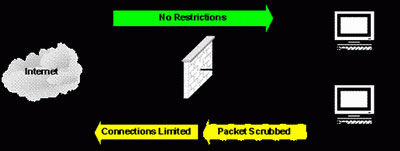 No Restrictions
Internet
Connections Limited
Packet Scrubbed